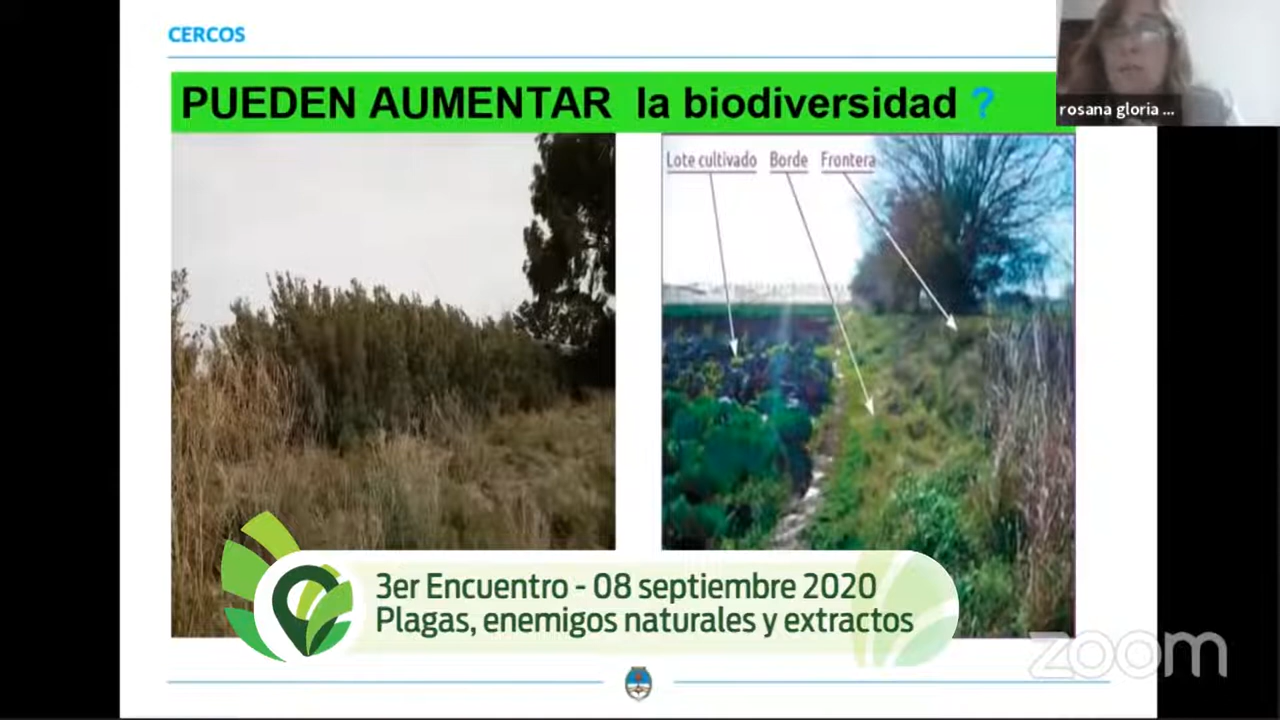 CERCOS
PUEDEN AUMENTAR la biodiversidad ?
rosana gloria ...
Lote cultivado Borde Frontera
3er Encuentro - 08 septiembre 2020
Plagas, enemigos naturales y extractos
zoom